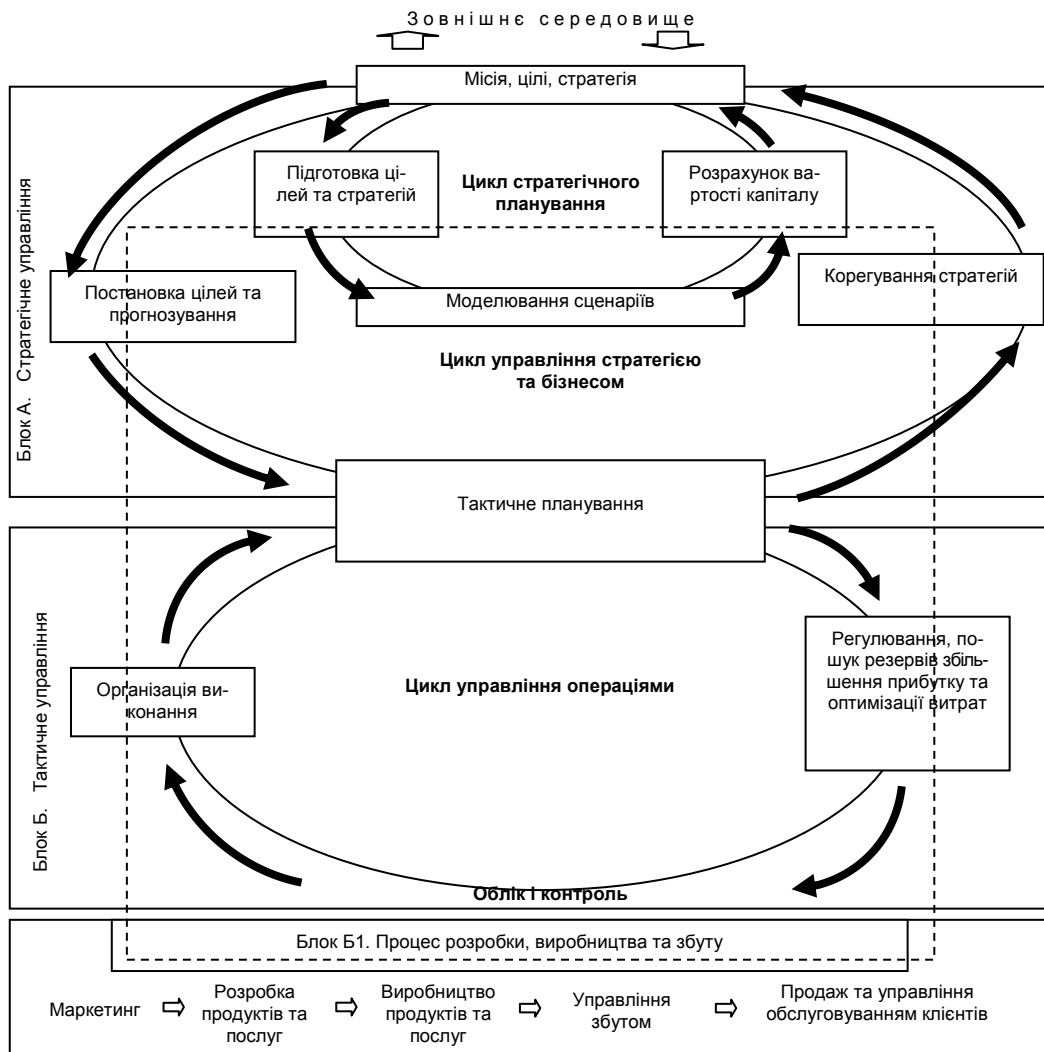 Зовнішнє середовище
Місія, цілі, стратегія
Підготовка ці-
лей та стратегій
Цикл стратегічного
планування
Розрахунок ва-
ртості капіталу
Постановка цілей та
прогнозування
Моделювання сценаріїв
Корегування стратегій
Цикл управління стратегією
та бізнесом
Блок А. Стратегічне управління
Тактичне планування
Організація ви-
конання
Цикл управління операціями
Регулювання, по-
шук резервів збіль-
шення прибутку та
оптимізації витрат
Блок Б. Тактичне управління
Облік і контроль
Блок Б1. Процес розробки, виробництва та збуту
Маркетинг
Розробка
продуктів та
послуг
Виробництво
продуктів та
послуг
Управління
збутом
Продаж та управління
обслуговуванням клієнтів